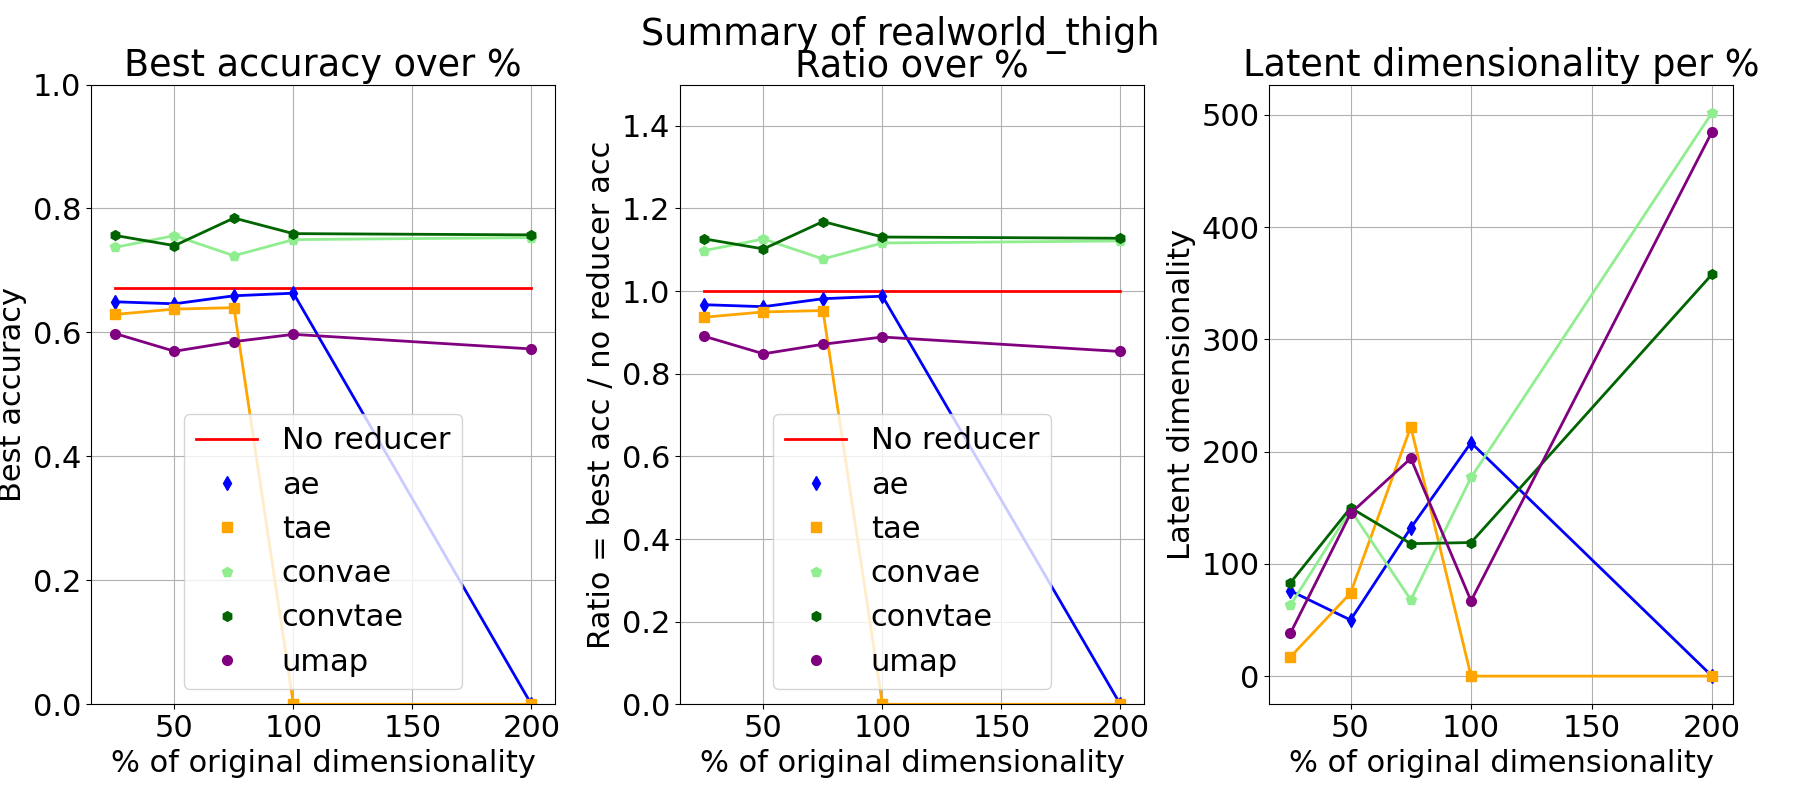 Summary of realworld_thigh
Best accuracy over %
1.0
0.8
0.6
0.4
0.2
0.0
50
100
150
200
Best accuracy
% of original dimensionality
No reducer
ae
tae
convae
convtae
umap
Ratio over %
1.4
1.2
1.0
0.8
0.6
0.4
0.2
0.0
50
100
150
200
Ratio = best acc / no reducer acc
% of original dimensionality
No reducer
ae
tae
convae
convtae
umap
Latent dimensionality per %
500
400
300
200
100
0
50
100
150
200
Latent dimensionality
% of original dimensionality